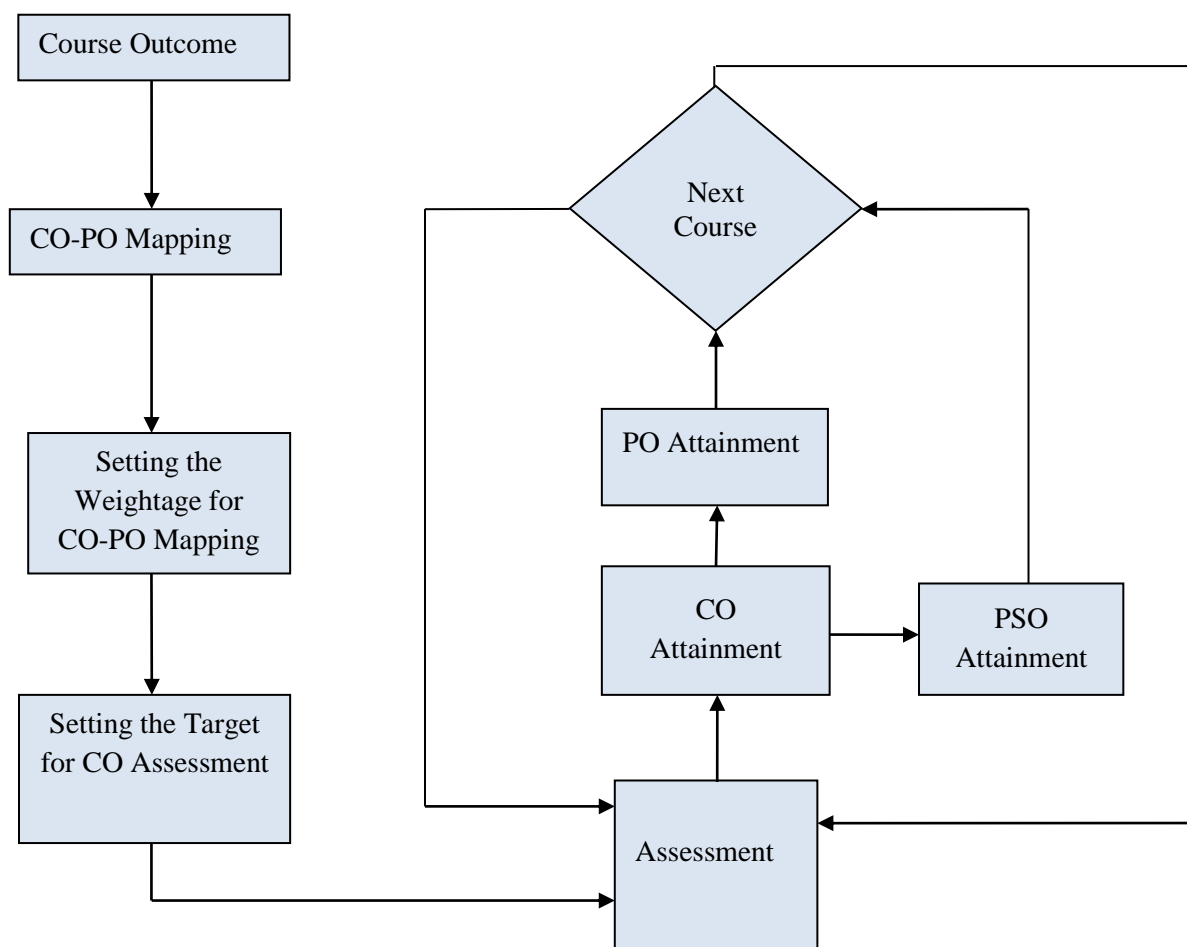 Course Outcome
CO-PO Mapping
Setting the
Weightage for
CO-PO Mapping
Setting the Target
for CO Assessment
Next
Course
PO Attainment
CO
Attainment
PSO
Attainment
Assessment